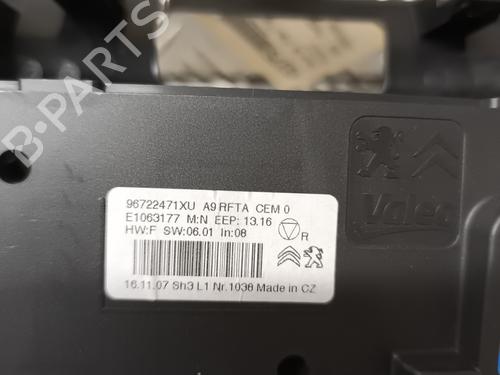 96722471XU A9 RFTA CEM 0
E1063177 M:N EEP: 13.16
HW:F SW:06.01 In:08
R
16.11.07 Sh3 L1 Nr.1036 Made in CZ
Valeo
B-PARTS